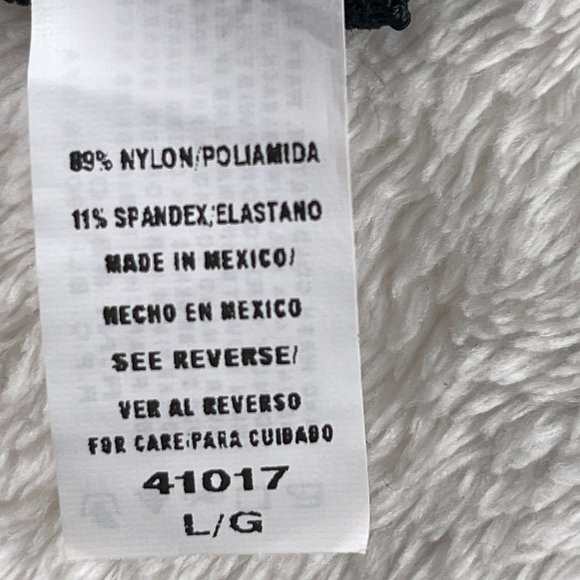 89% NYLON/POLIAMIDA
11% SPANDEX/ELASTANO
MADE IN MEXICO/
HECHO EN MEXICO
SEE REVERSE/
VER AL REVERSO
FOR CARE/PARA CUIDADO
41017
L/G